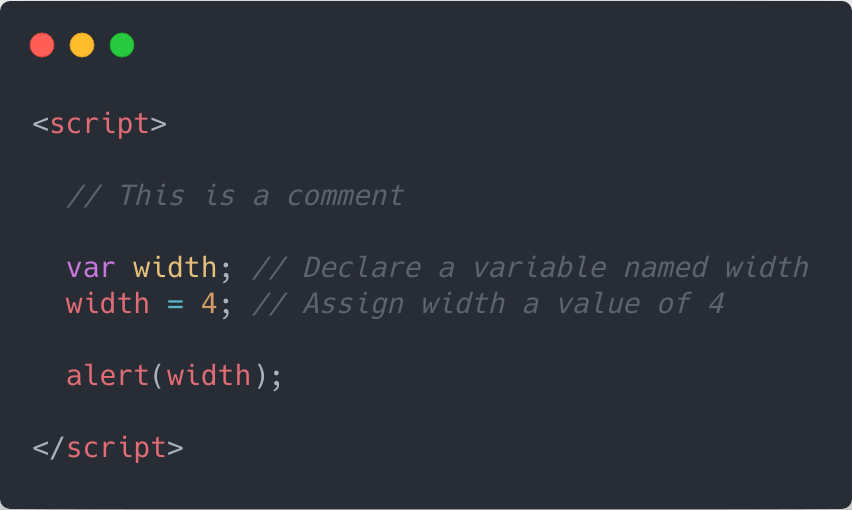 <script>
// This is a comment
var width; // Declare a variable named width
width = 4; // Assign width a value of 4
alert(width);
</script>